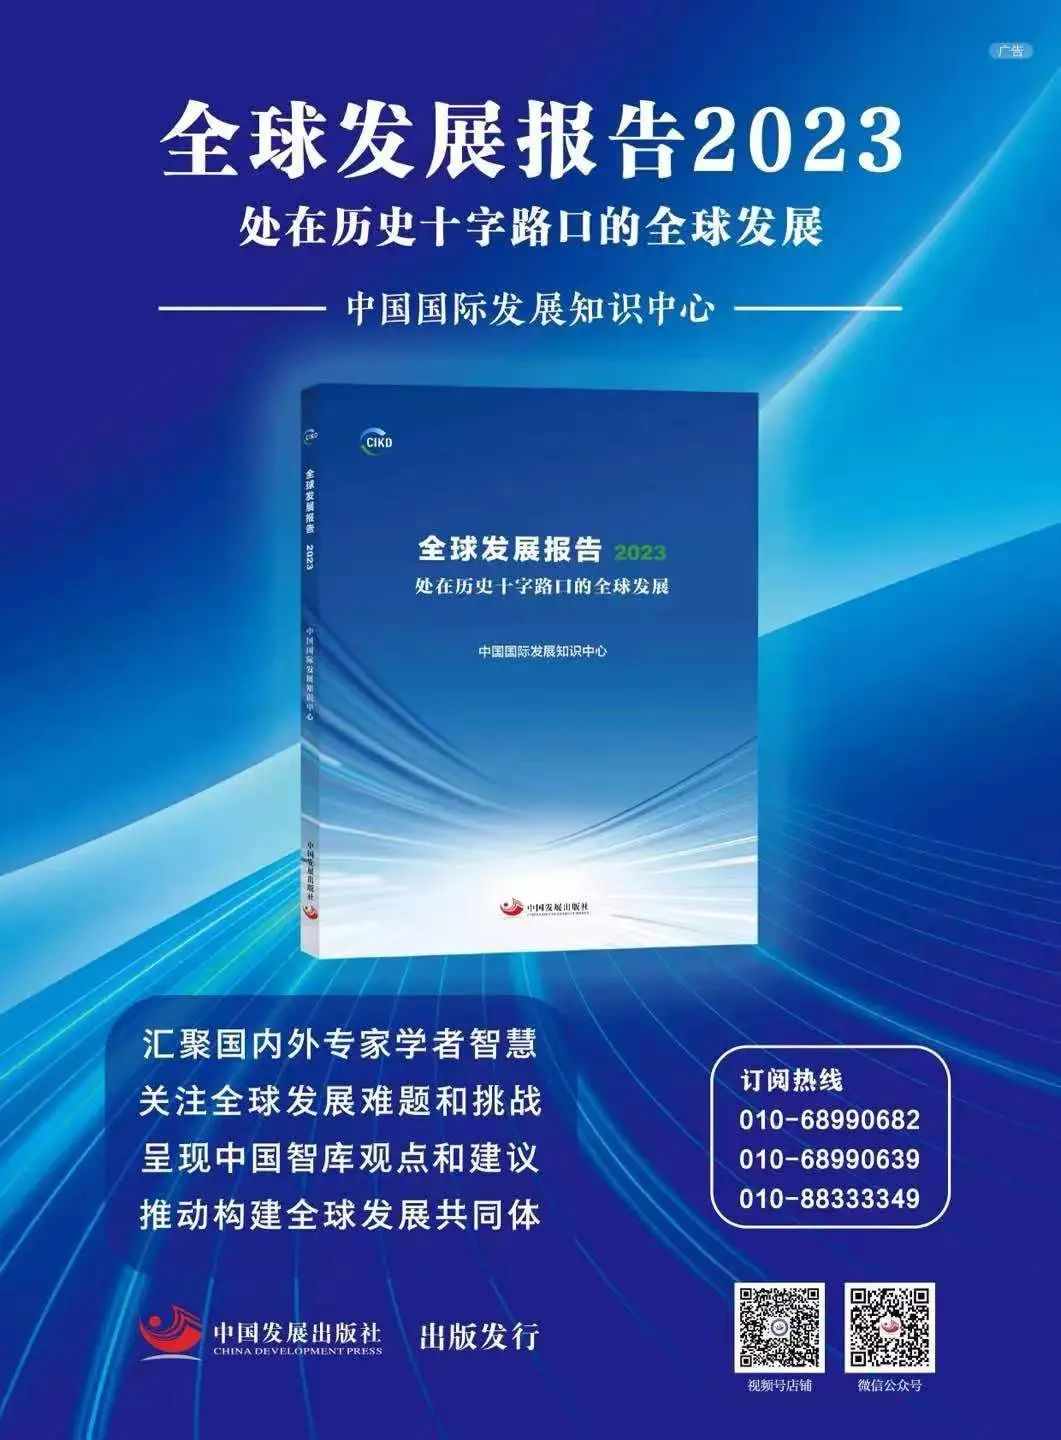 广告
全球发展报告2023
处在历史十字路口的全球发展
中国国际发展知识中心
CIKD
全球发展报告 2023
中国国际发展知识中心
中国发展出版社
CIKD
全球发展报告 2023
处在历史十字路口的全球发展
中国国际发展知识中心
中国发展出版社
汇聚国内外专家学者智慧
关注全球发展难题和挑战
呈现中国智库观点和建议
推动构建全球发展共同体
订阅热线
010-68990682
010-68990639
010-88333349
中国发展出版社 出版发行
CHINA DEVELOPMENT PRESS
视频号店铺
微信公众号